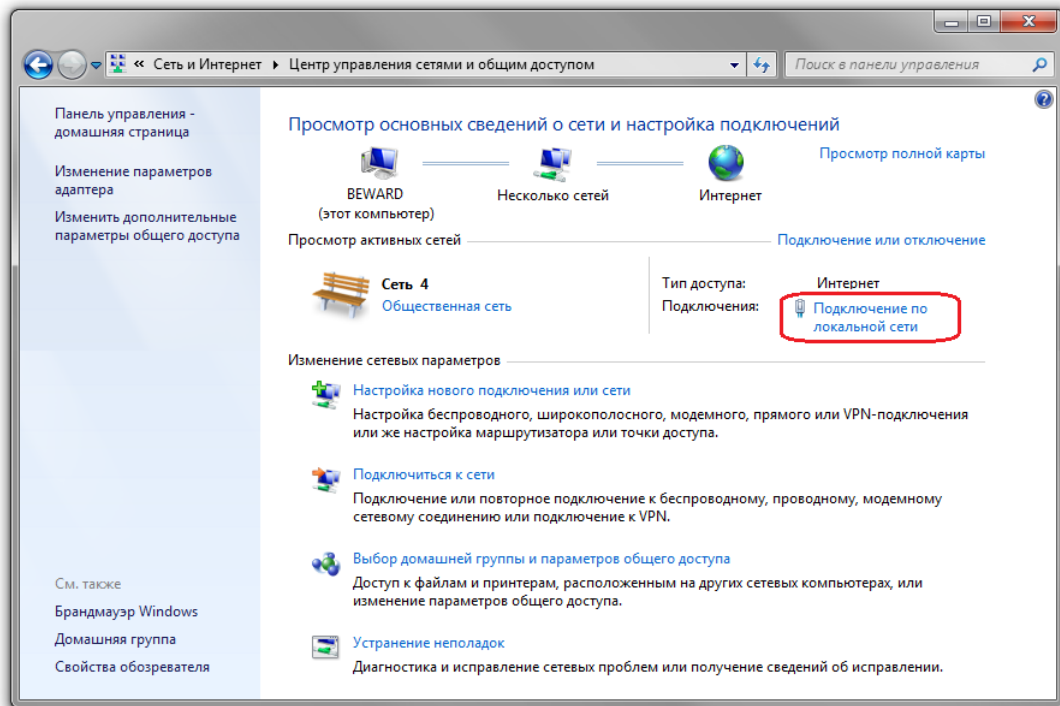 « Сеть и Интернет ▸ Центр управления сетями и общим доступом
Поиск в панели управления
Панель управления -
домашняя страница
Изменение параметров
адаптера
Изменить дополнительные
параметры общего доступа
См. также
Брандмауэр Windows
Домашняя группа
Свойства обозревателя
Просмотр основных сведений о сети и настройка подключений
Просмотр полной карты
BEWARD
(этот компьютер)
Несколько сетей
Интернет
Просмотр активных сетей
Подключение или отключение
Сеть 4
Общественная сеть
Тип доступа: Интернет
Подключения: Подключение по
локальной сети
Изменение сетевых параметров
Настройка нового подключения или сети
Настройка беспроводного, широкополосного, модемного, прямого или VPN-подключения
или же настройка маршрутизатора или точки доступа.
Подключиться к сети
Подключение или повторное подключение к беспроводному, проводному, модемному
сетевому соединению или подключение к VPN.
Выбор домашней группы и параметров общего доступа
Доступ к файлам и принтерам, расположенным на других сетевых компьютерах, или
изменение параметров общего доступа.
Устранение неполадок
Диагностика и исправление сетевых проблем или получение сведений об исправлении.